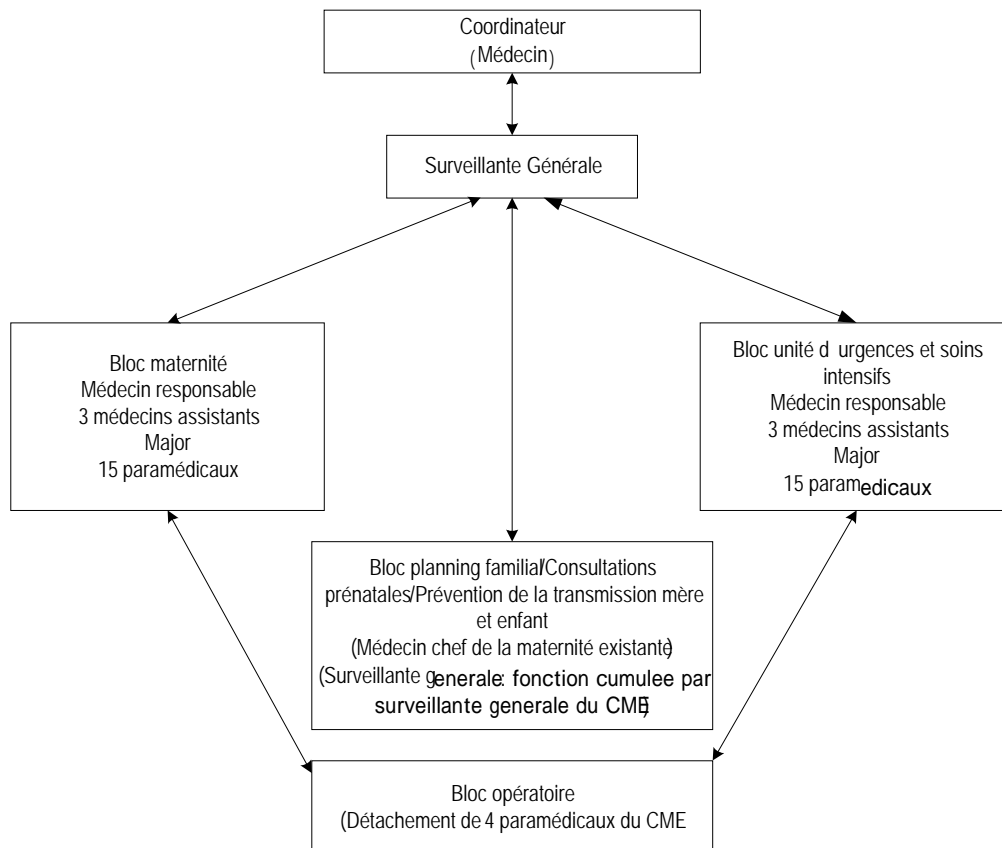 Coordinateur
(Médecin)
Surveillante Générale
Bloc maternité
Médecin responsable
3 médecins assistants
Major
15 paramédicaux
Bloc unité d urgences et soins
intensifs
Médecin responsable
3 médecins assistants
Major
15 paramedicaux
Bloc planning familial/Consultations
prénatales/Prévention de la transmission mère
et enfant
(Médecin chef de la maternité existante)
(Surveillante generale: fonction cumulee par
surveillante generale du CME)
Bloc opératoire
(Détachement de 4 paramédicaux du CME